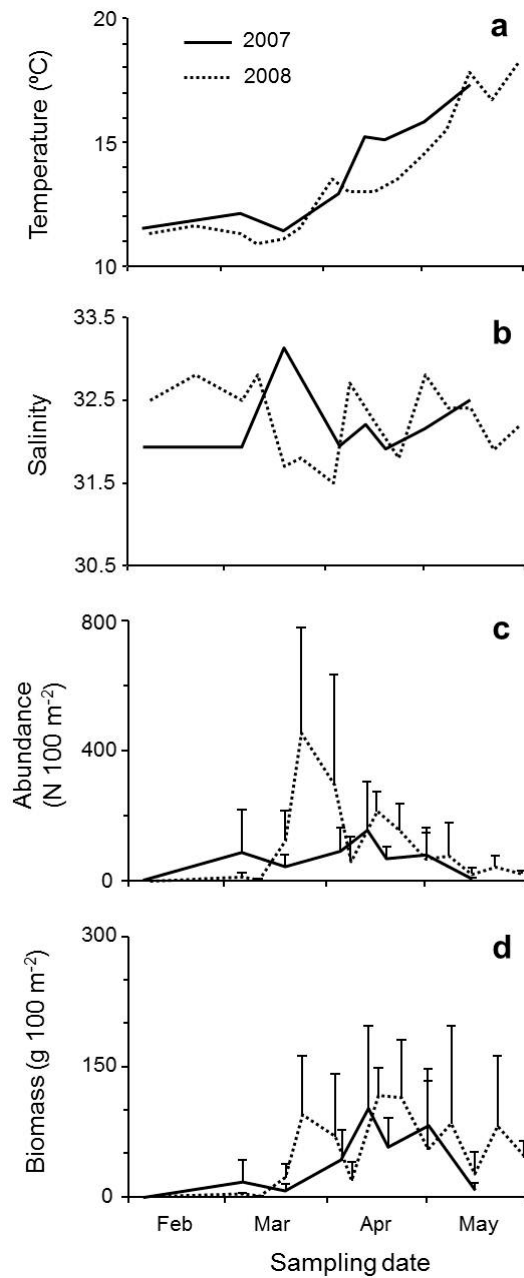 a
20
15
10
Temperature (ºC)
2007
2008
b
33.5
32.5
31.5
30.5
Salinity
c
800
400
0
Abundance
(N 100 m⁻²)
d
300
150
0
Biomass (g 100 m⁻²)
Feb Mar Apr May
Sampling date